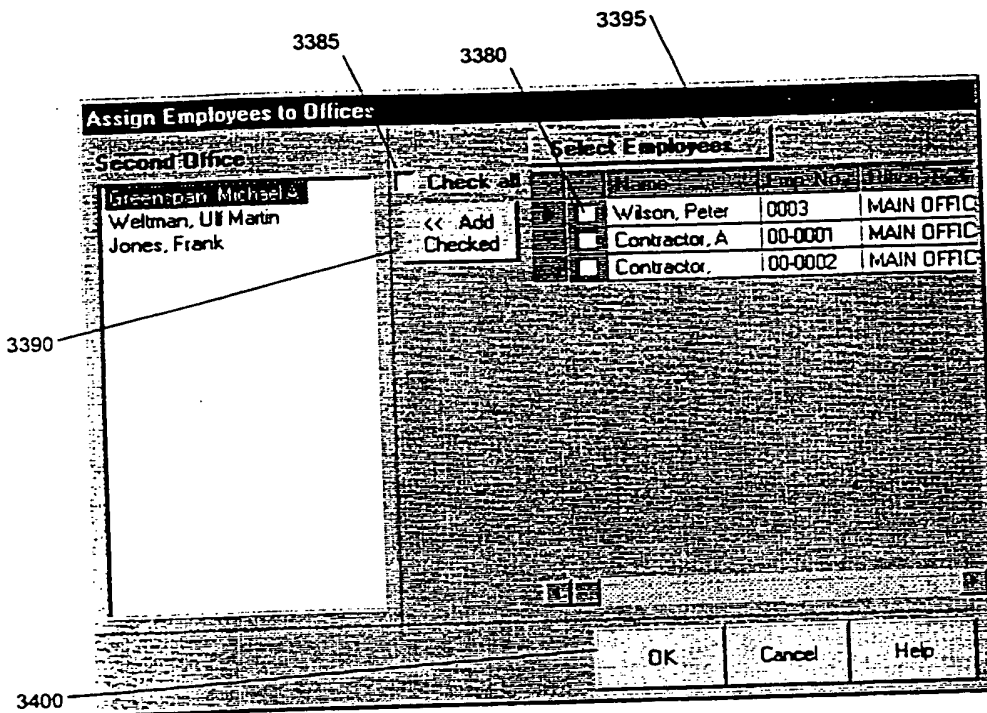 3395
3385
3380
Assign Employees to Offices
Second Office
Select Employees
Michael A
Weltman, Ulf Martin
Jones, Frank
Check all
<< Add
Checked
Name Emp. No.
Wilson, Peter 0003 MAIN OFFIC
Contractor, A 00-0001 MAIN OFFIC
Contractor, 00-0002 MAIN OFFIC
3390
OK Cancel Help
3400